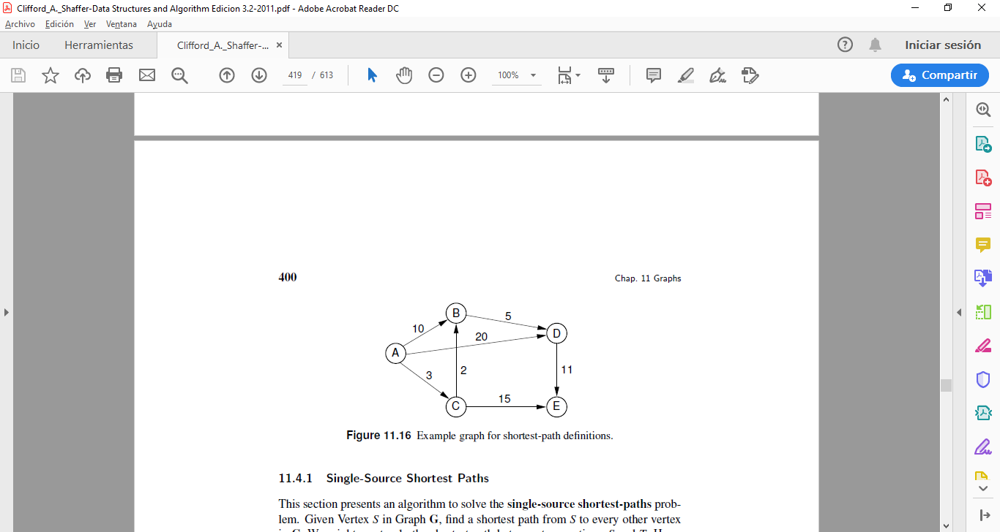 Clifford_A._Shaffer-Data Structures and Algorithm Edicion 3.2-2011.pdf - Adobe Acrobat Reader DC
Archivo Edición Ver Ventana Ayuda
Inicio Herramientas Clifford_A._Shaffer-... × Iniciar sesión
419 / 613 100% Compartir
400 Chap. 11 Graphs
B
5
10
20
D
A
3
2
11
15
C
E
Figure 11.16 Example graph for shortest-path definitions.
11.4.1 Single-Source Shortest Paths
This section presents an algorithm to solve the single-source shortest-paths prob-
lem. Given Vertex S in Graph G, find a shortest path from S to every other vertex